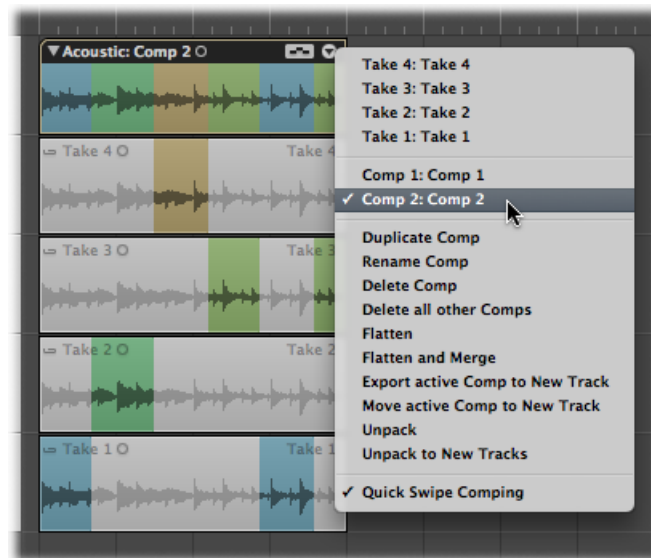 Acoustic: Comp 2
Take 4: Take 4
Take 3: Take 3
Take 2: Take 2
Take 1: Take 1
Comp 1: Comp 1
✓ Comp 2: Comp 2
Duplicate Comp
Rename Comp
Delete Comp
Delete all other Comps
Flatten
Flatten and Merge
Export active Comp to New Track
Move active Comp to New Track
Unpack
Unpack to New Tracks
✓ Quick Swipe Comping
Take 4 Take 4
Take 3 Take 3
Take 2 Take 2
Take 1 Take 1